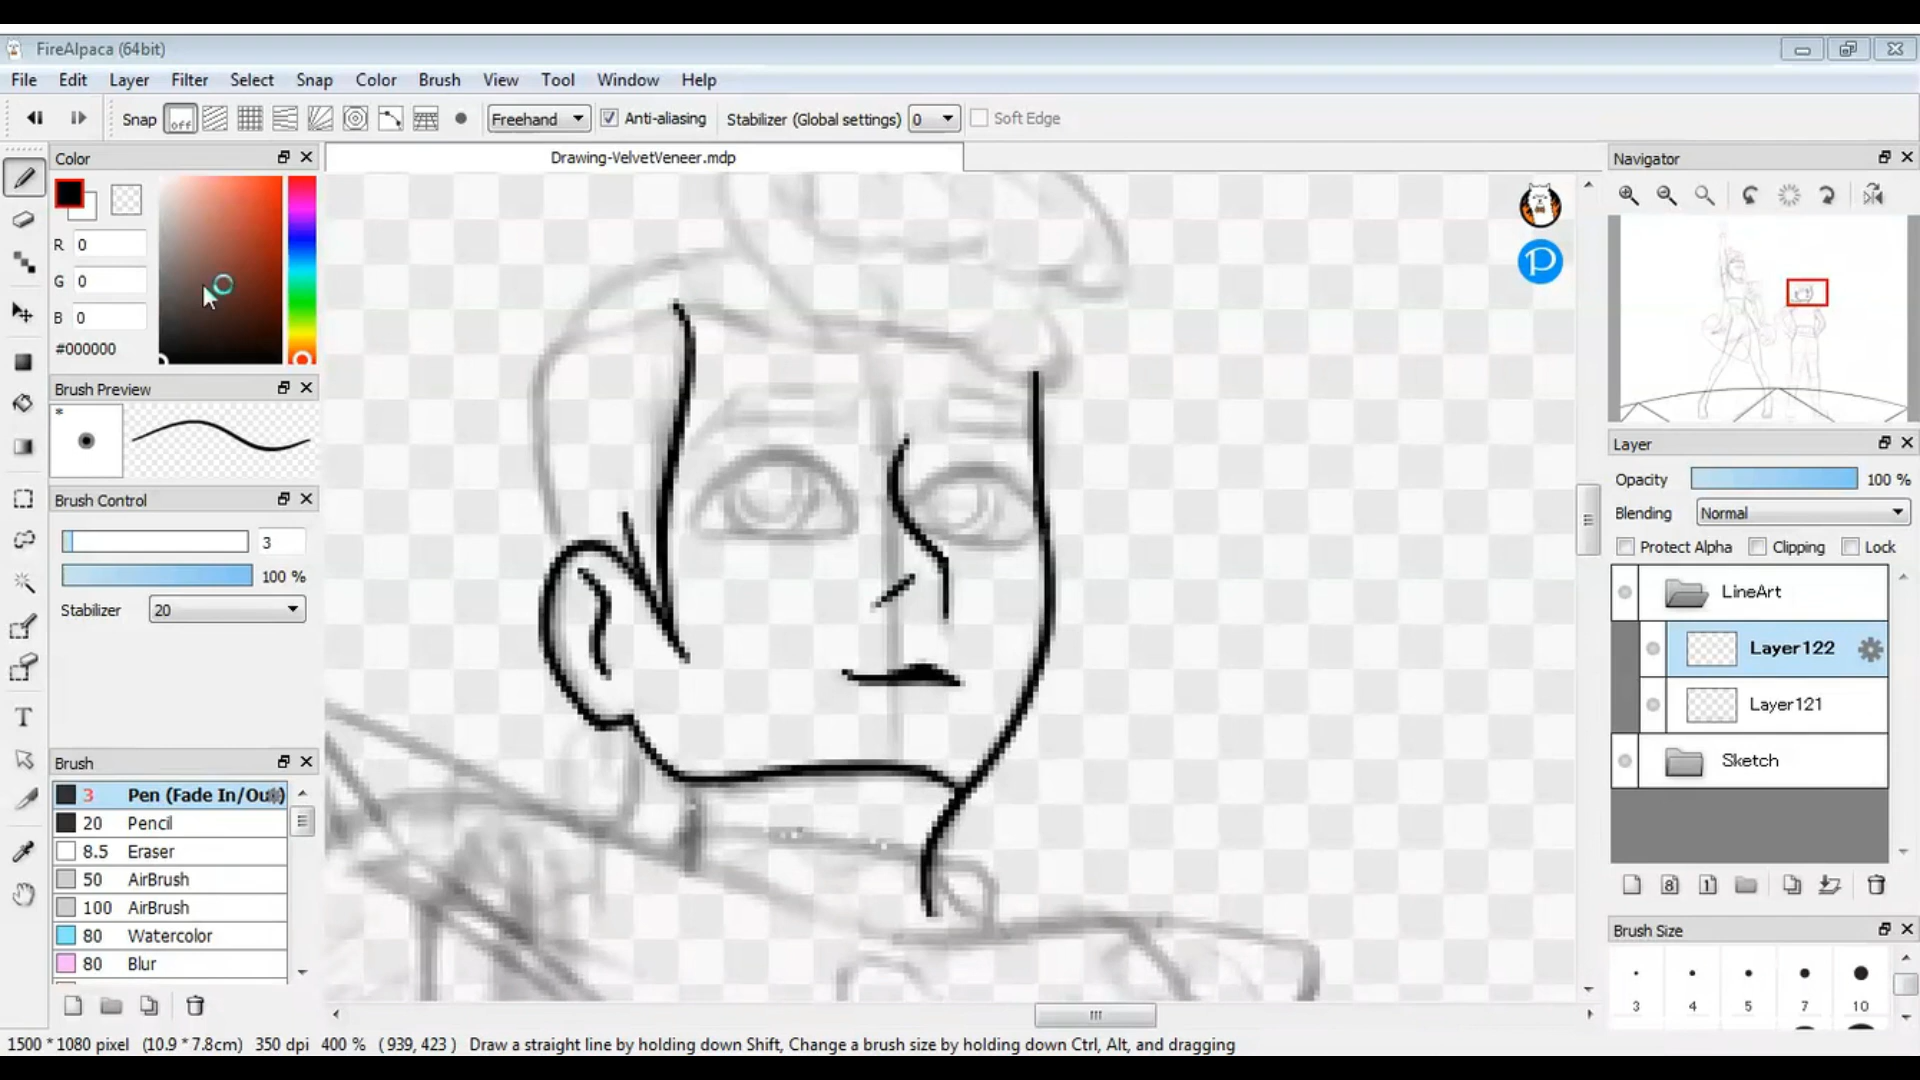 FireAlpaca (64bit)
File Edit Layer Filter Select Snap Color Brush View Tool Window Help
Snap off Freehand Anti-aliasing Stabilizer (Global settings) 0 Soft Edge
Color
R 0
G 0
B 0
#000000
Brush Preview
*
Brush Control
3
100 %
Stabilizer 20
Brush
3 Pen (Fade In/Out)
20 Pencil
8.5 Eraser
50 AirBrush
100 AirBrush
80 Watercolor
80 Blur
T
Drawing-VelvetVeneer.mdp
P
Navigator
Layer
Opacity 100 %
Blending Normal
Protect Alpha Clipping Lock
LineArt
Layer122
Layer121
Sketch
8 1
Brush Size
3 4 5 7 10
1500 * 1080 pixel (10.9 * 7.8cm) 350 dpi 400 % ( 939, 423 ) Draw a straight line by holding down Shift, Change a brush size by holding down Ctrl, Alt, and dragging